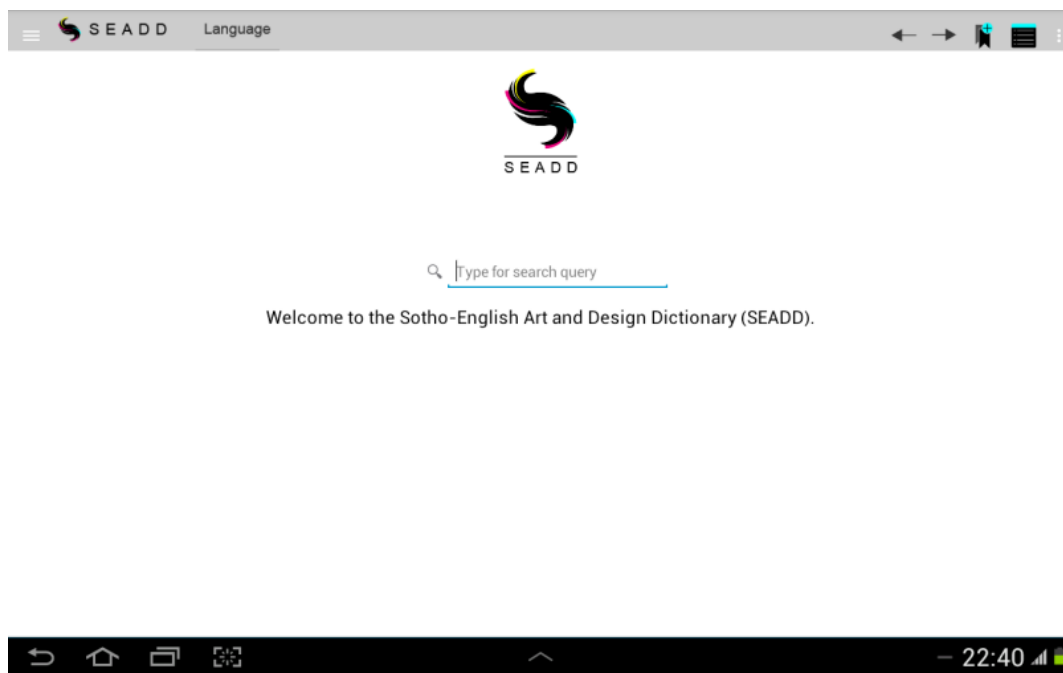 SEADD Language
SEADD
Type for search query
Welcome to the Sotho-English Art and Design Dictionary (SEADD).
22:40